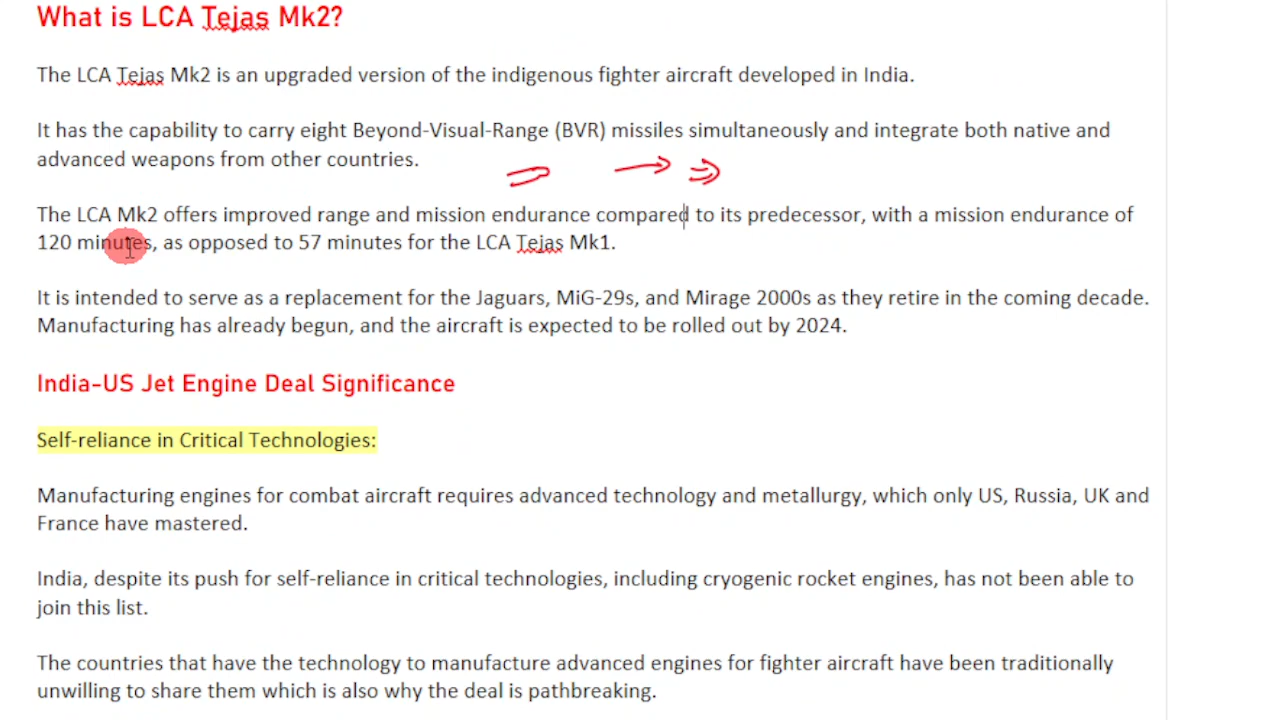 What is LCA Tejas Mk2?
The LCA Tejas Mk2 is an upgraded version of the indigenous fighter aircraft developed in India.
It has the capability to carry eight Beyond-Visual-Range (BVR) missiles simultaneously and integrate both native and
advanced weapons from other countries.
The LCA Mk2 offers improved range and mission endurance compared to its predecessor, with a mission endurance of
120 minutes, as opposed to 57 minutes for the LCA Tejas Mk1.
It is intended to serve as a replacement for the Jaguars, MiG-29s, and Mirage 2000s as they retire in the coming decade.
Manufacturing has already begun, and the aircraft is expected to be rolled out by 2024.
India-US Jet Engine Deal Significance
Self-reliance in Critical Technologies:
Manufacturing engines for combat aircraft requires advanced technology and metallurgy, which only US, Russia, UK and
France have mastered.
India, despite its push for self-reliance in critical technologies, including cryogenic rocket engines, has not been able to
join this list.
The countries that have the technology to manufacture advanced engines for fighter aircraft have been traditionally
unwilling to share them which is also why the deal is pathbreaking.